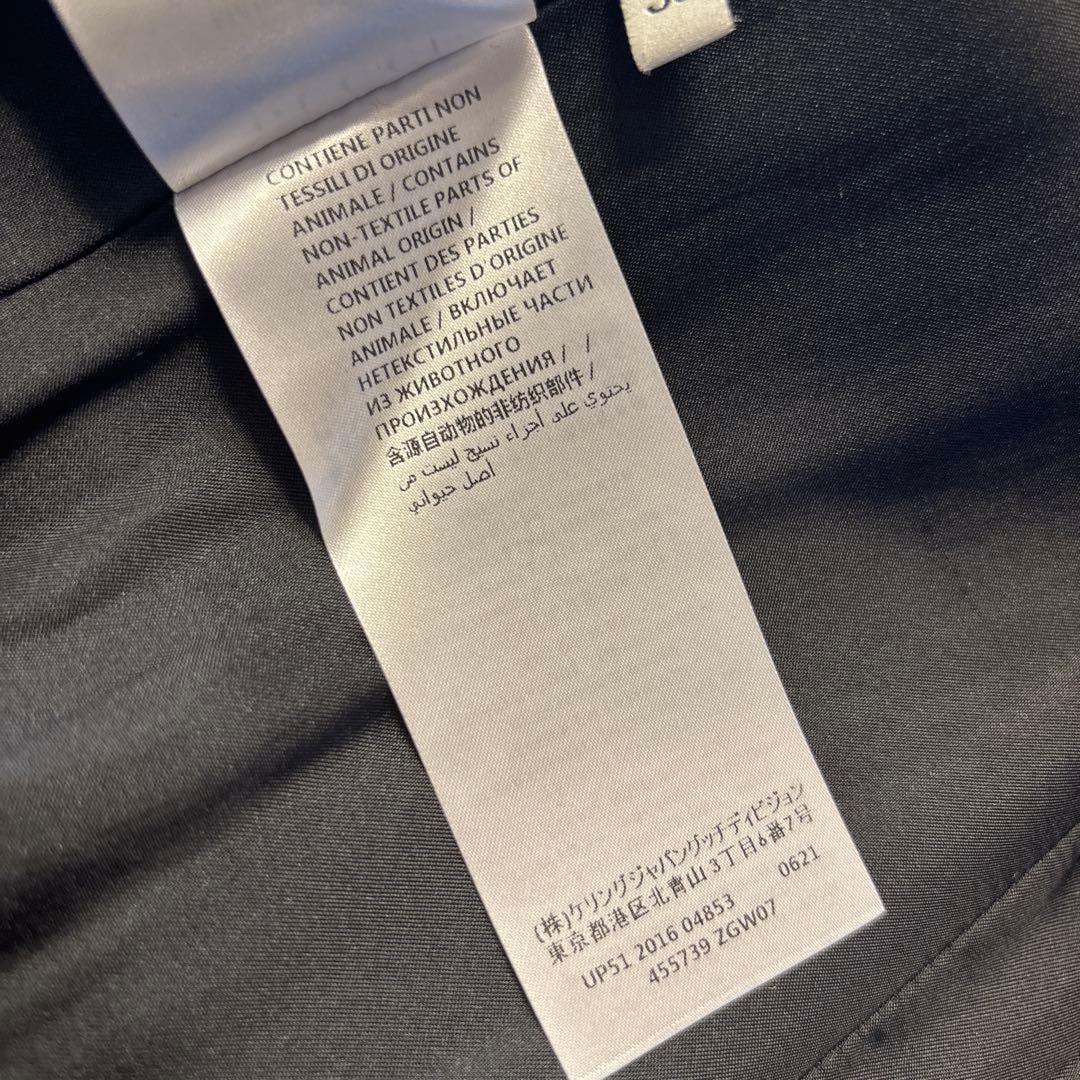 CONTIENE PARTI NON
TESSILI DI ORIGINE
ANIMALE / CONTAINS
NON-TEXTILE PARTS OF
ANIMAL ORIGIN /
CONTIENT DES PARTIES
NON TEXTILES D'ORIGINE
ANIMALE / ВКЛЮЧАЕТ
НЕТЕКСТИЛЬНЫЕ ЧАСТИ
ИЗ ЖИВОТНОГО
ПРОИЗХОЖДЕНИЯ / /
含源自动物的非纺织部件 /
يحتوي على أجراء نسيج ليست من
أصل حيواني
(株)ケリングジャパングッチディビジョン
東京都港区北青山3丁目6番7号
UP51 2016 04853 0621
455739 ZGW07